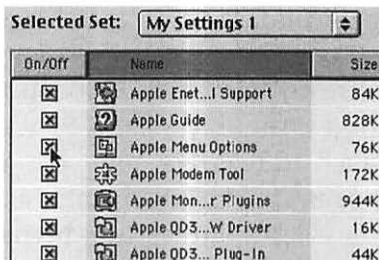 Selected Set: My Settings 1
On/Off Name Size
Apple Enet...l Support 84K
Apple Guide 828K
Apple Menu Options 76K
Apple Modem Tool 172K
Apple Mon...r Plugins 944K
Apple QD3...W Driver 16K
Apple QD3... Plug-In 44K